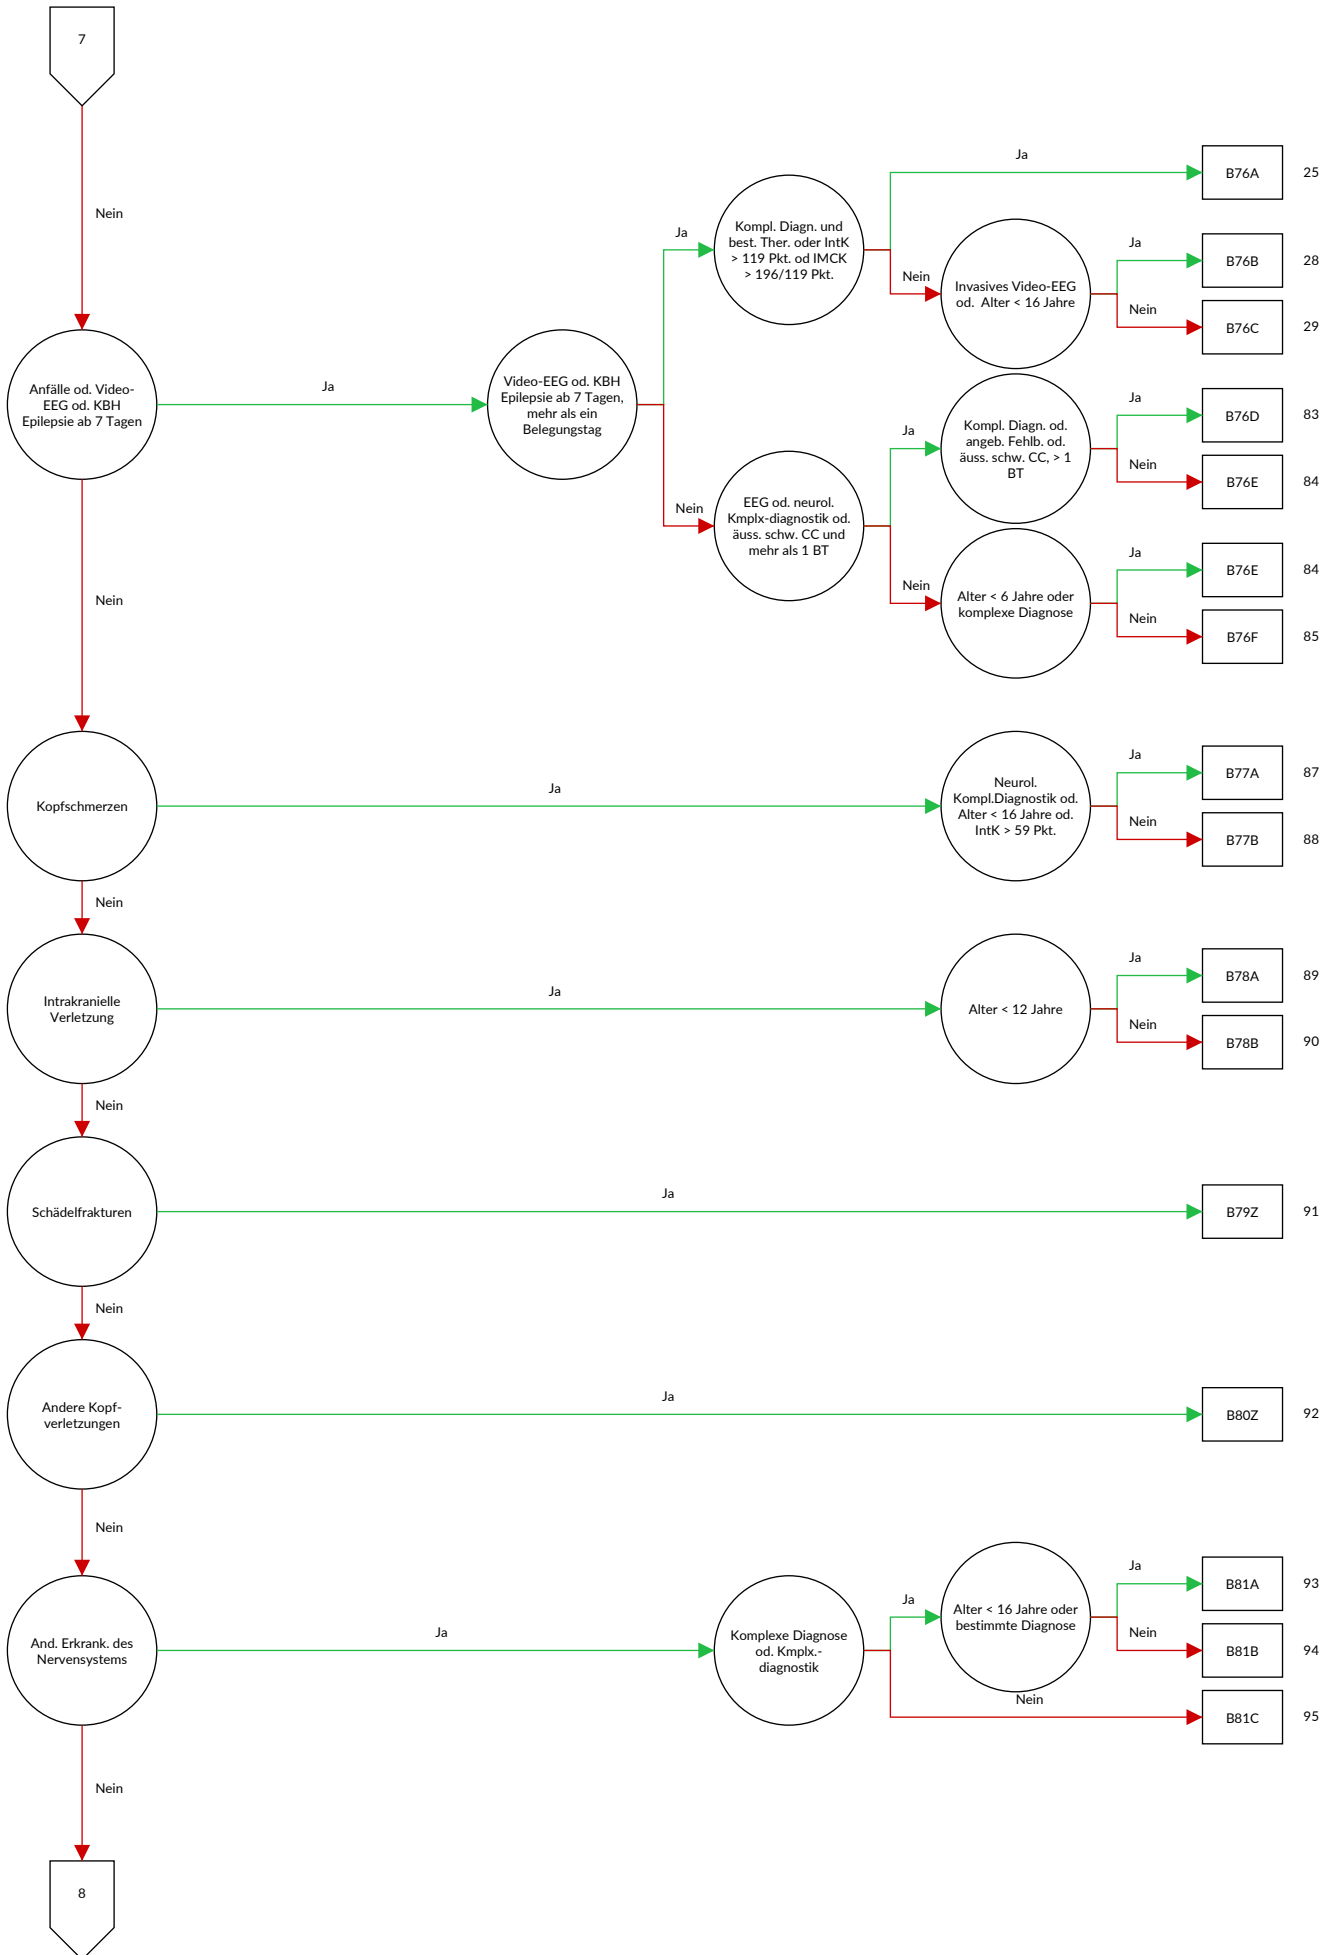 7
Nein
Ja
B76A
25
Kompl. Diagn. und
best. Ther. oder IntK
> 119 Pkt. od IMCK
> 196/119 Pkt.
Ja
Nein
Invasives Video-EEG
od. Alter < 16 Jahre
Ja
B76B
28
Nein
B76C
29
Anfälle od. Video-
EEG od. KBH
Epilepsie ab 7 Tagen
Ja
Video-EEG od. KBH
Epilepsie ab 7 Tagen,
mehr als ein
Belegungstag
Nein
EEG od. neurol.
Kmplx-diagnostik od.
äuss. schw. CC und
mehr als 1 BT
Ja
Kompl. Diagn. od.
angeb. Fehlb. od.
äuss. schw. CC, > 1
BT
Ja
B76D
83
Nein
B76E
84
Nein
Alter < 6 Jahre oder
komplexe Diagnose
Ja
B76E
84
Nein
B76F
85
Nein
Kopfschmerzen
Ja
Neurol.
Kompl.Diagnostik od.
Alter < 16 Jahre od.
IntK > 59 Pkt.
Ja
B77A
87
Nein
B77B
88
Nein
Intrakranielle
Verletzung
Ja
Alter < 12 Jahre
Ja
B78A
89
Nein
B78B
90
Nein
Schädelfrakturen
Ja
B79Z
91
Nein
Andere Kopf-
verletzungen
Ja
B80Z
92
Nein
And. Erkrank. des
Nervensystems
Ja
Komplexe Diagnose
od. Kmplx.-
diagnostik
Ja
Alter < 16 Jahre oder
bestimmte Diagnose
Ja
B81A
93
Nein
B81B
94
Nein
B81C
95
Nein
8